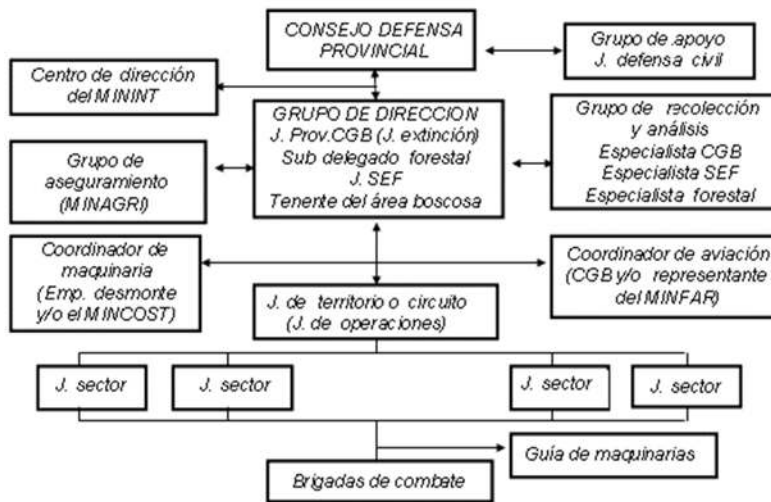 CONSEJO DEFENSA
PROVINCIAL
Grupo de apoyo
J. defensa civil
Centro de dirección
del MININT
GRUPO DE DIRECCION
J. Prov.CGB (J. extinción)
Sub delegado forestal
J. SEF
Tenente del área boscosa
Grupo de recolección
y análisis
Especialista CGB
Especialista SEF
Especialista forestal
Grupo de
aseguramiento
(MINAGRI)
Coordinador de
maquinaria
(Emp. desmonte
y/o el MINCOST)
Coordinador de aviación
(CGB y/o representante
del MINFAR)
J. de territorio o circuito
(J. de operaciones)
J. sector
J. sector
J. sector
J. sector
Guía de maquinarias
Brigadas de combate